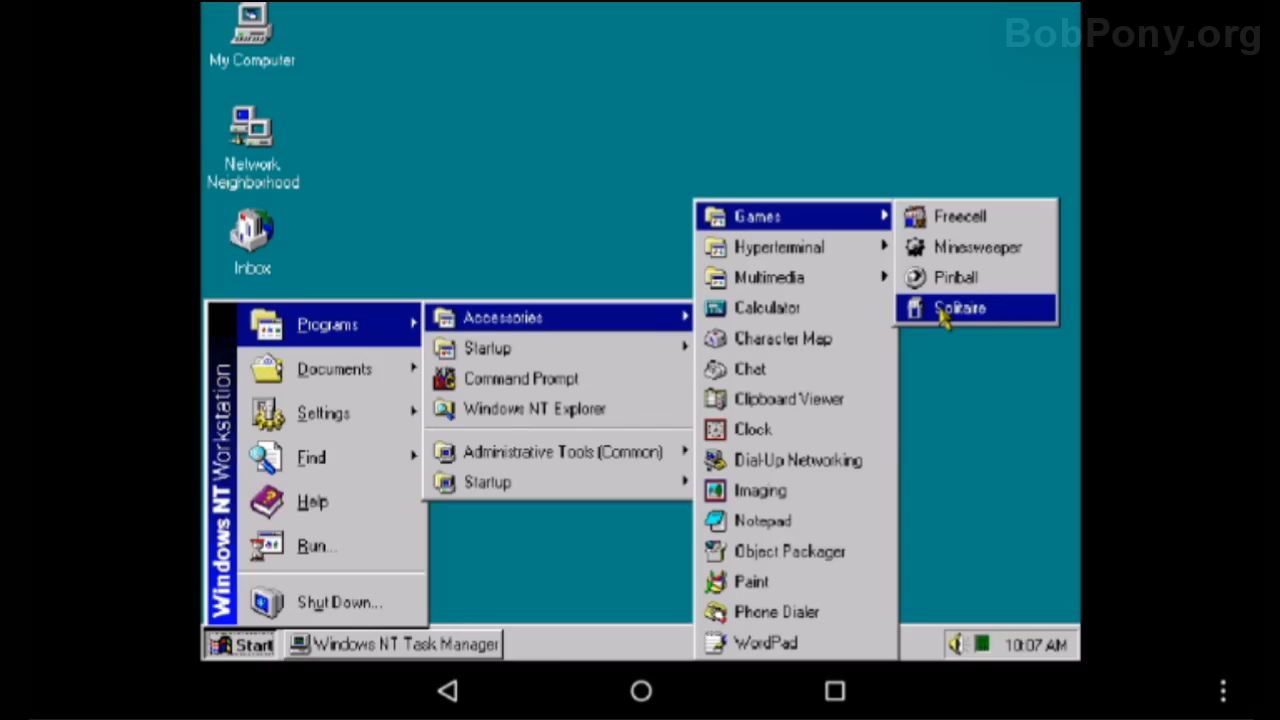 BobPony.org
My Computer
Network
Neighborhood
Inbox
Windows NT Workstation
Programs
Documents
Settings
Find
Help
Run...
Shut Down...
Accessories
Startup
Command Prompt
Windows NT Explorer
Administrative Tools (Common)
Startup
Games
Hyperterminal
Multimedia
Calculator
Character Map
Chat
Clipboard Viewer
Clock
Dial-Up Networking
Imaging
Notepad
Object Packager
Paint
Phone Dialer
WordPad
Freecell
Minesweeper
Pinball
Solitaire
Start
Windows NT Task Manager
10:07 AM